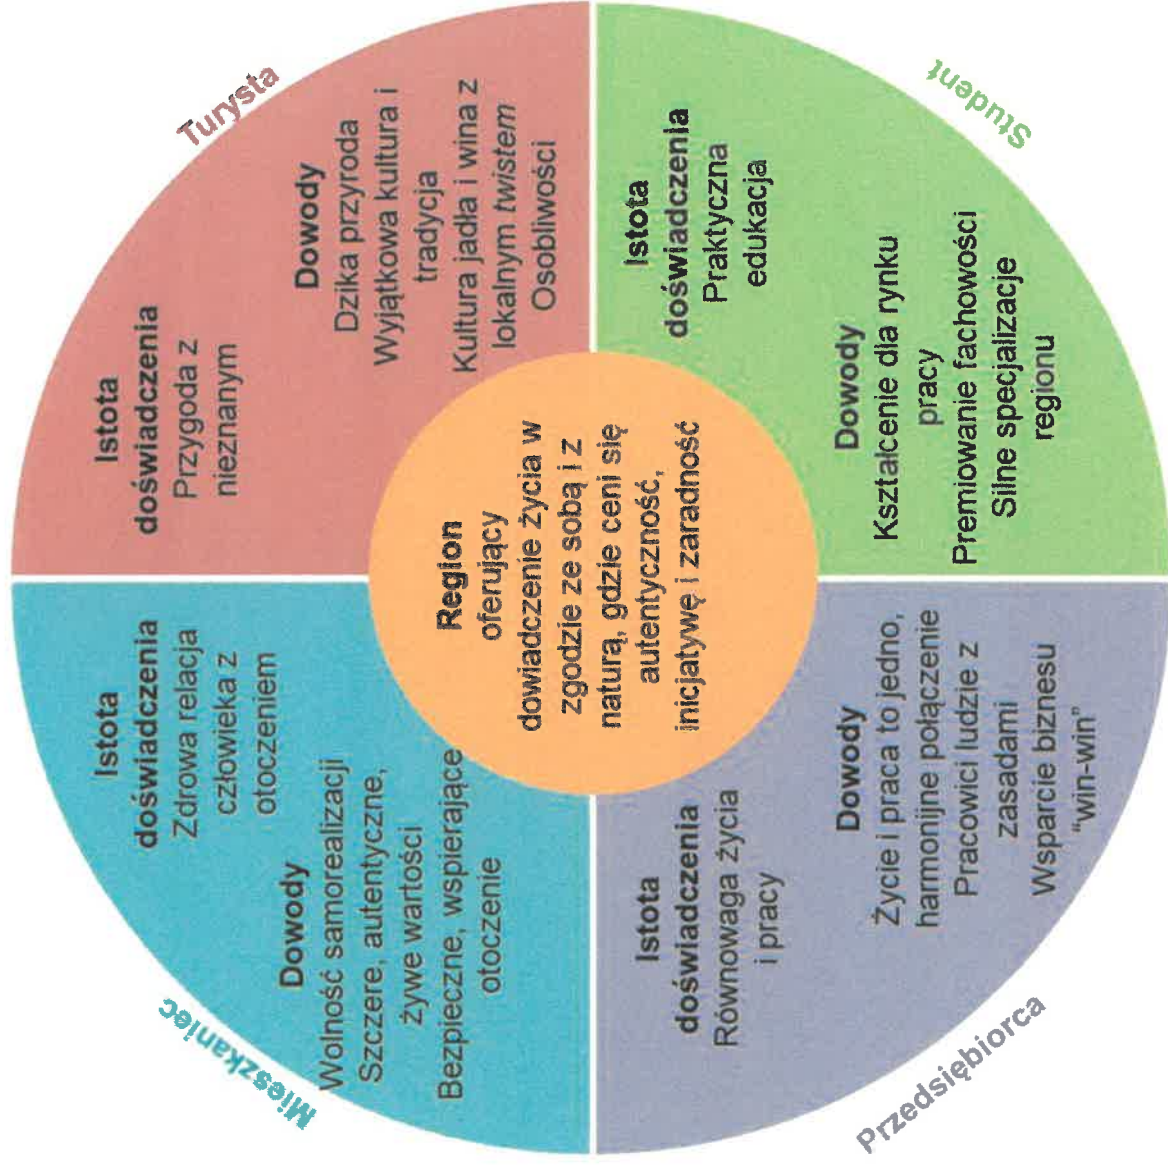 Mieszkaniec
Istota
doświadczenia
Zdrowa relacja
człowieka z
otoczeniem
Dowody
Wolność samorealizacji
Szczere, autentyczne,
żywe wartości
Bezpieczne, wspierające
otoczenie
Turysta
Istota
doświadczenia
Przygoda z
nieznanym
Dowody
Dzika przyroda
Wyjątkowa kultura i
tradycja
Kultura jadła i wina z
lokalnym twistem
Osobliwości
Region
oferujący
dowiadczenie życia w
zgodzie ze sobą i z
naturą, gdzie ceni się
autentyczność,
inicjatywę i zaradność
Przedsiębiorca
Istota
doświadczenia
Równowaga życia
i pracy
Dowody
Życie i praca to jedno,
harmonijne połączenie
Pracowici ludzie z
zasadami
Wsparcie biznesu
“win-win”
Student
Istota
doświadczenia
Praktyczna
edukacja
Dowody
Kształcenie dla rynku
pracy
Premiowanie fachowości
Silne specjalizacje
regionu